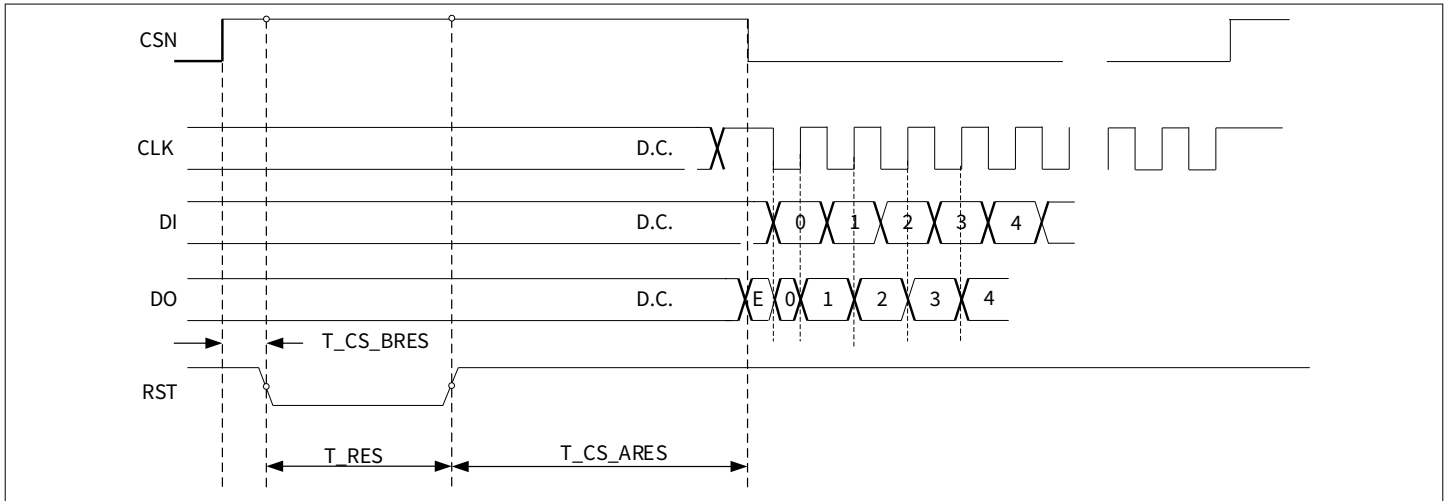 CSN
CLK D.C.
DI D.C. 0 1 2 3 4
DO D.C. E 0 1 2 3 4
T_CS_BRES
RST
T_RES T_CS_ARES